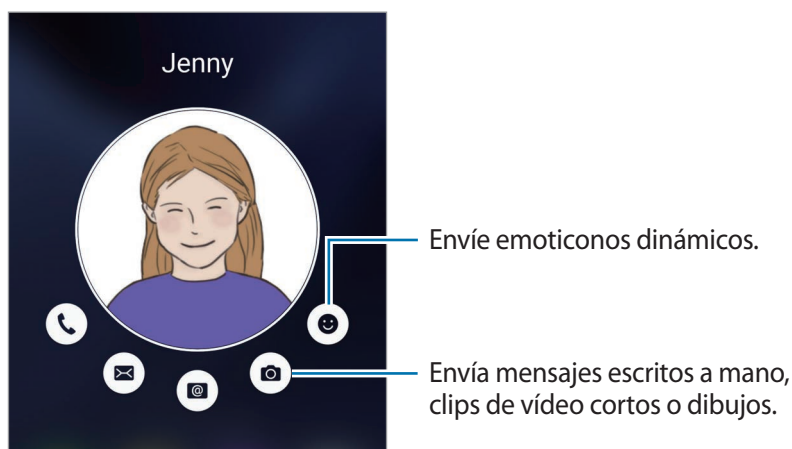 Jenny
Envíe emoticonos dinámicos.
@
Envía mensajes escritos a mano,
clips de vídeo cortos o dibujos.